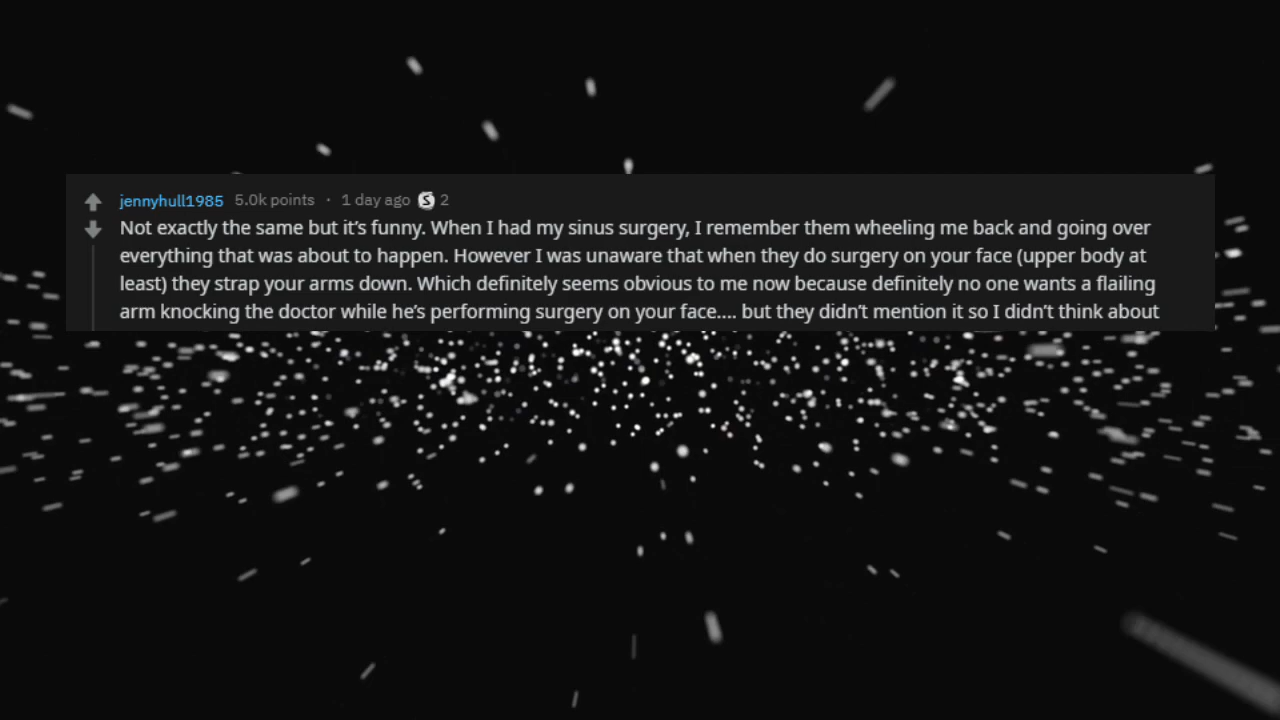 jennyhull1985 5.0k points · 1 day ago S 2
Not exactly the same but it’s funny. When I had my sinus surgery, I remember them wheeling me back and going over
everything that was about to happen. However I was unaware that when they do surgery on your face (upper body at
least) they strap your arms down. Which definitely seems obvious to me now because definitely no one wants a flailing
arm knocking the doctor while he’s performing surgery on your face.... but they didn’t mention it so I didn’t think about